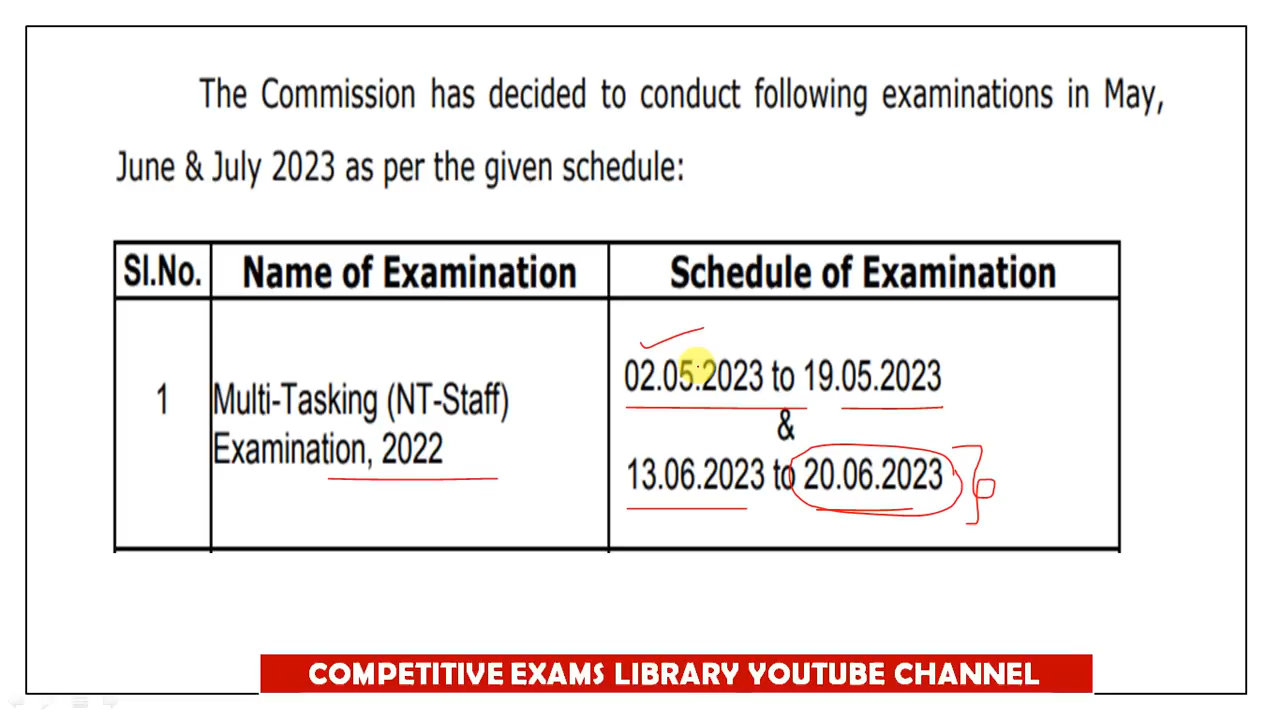 The Commission has decided to conduct following examinations in May,
June & July 2023 as per the given schedule:
Sl.No. Name of Examination Schedule of Examination
1 Multi-Tasking (NT-Staff)
Examination, 2022
02.05.2023 to 19.05.2023
&
13.06.2023 to 20.06.2023
COMPETITIVE EXAMS LIBRARY YOUTUBE CHANNEL